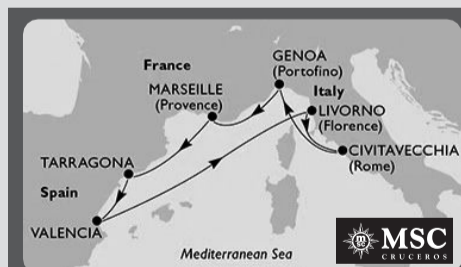 GENOA
(Portofino)
France
MARSEILLE
(Provence)
Italy
LIVORNO
(Florence)
CIVITAVECCHIA
(Rome)
TARRAGONA
Spain
VALENCIA
Mediterranean Sea
MSC
CRUCEROS